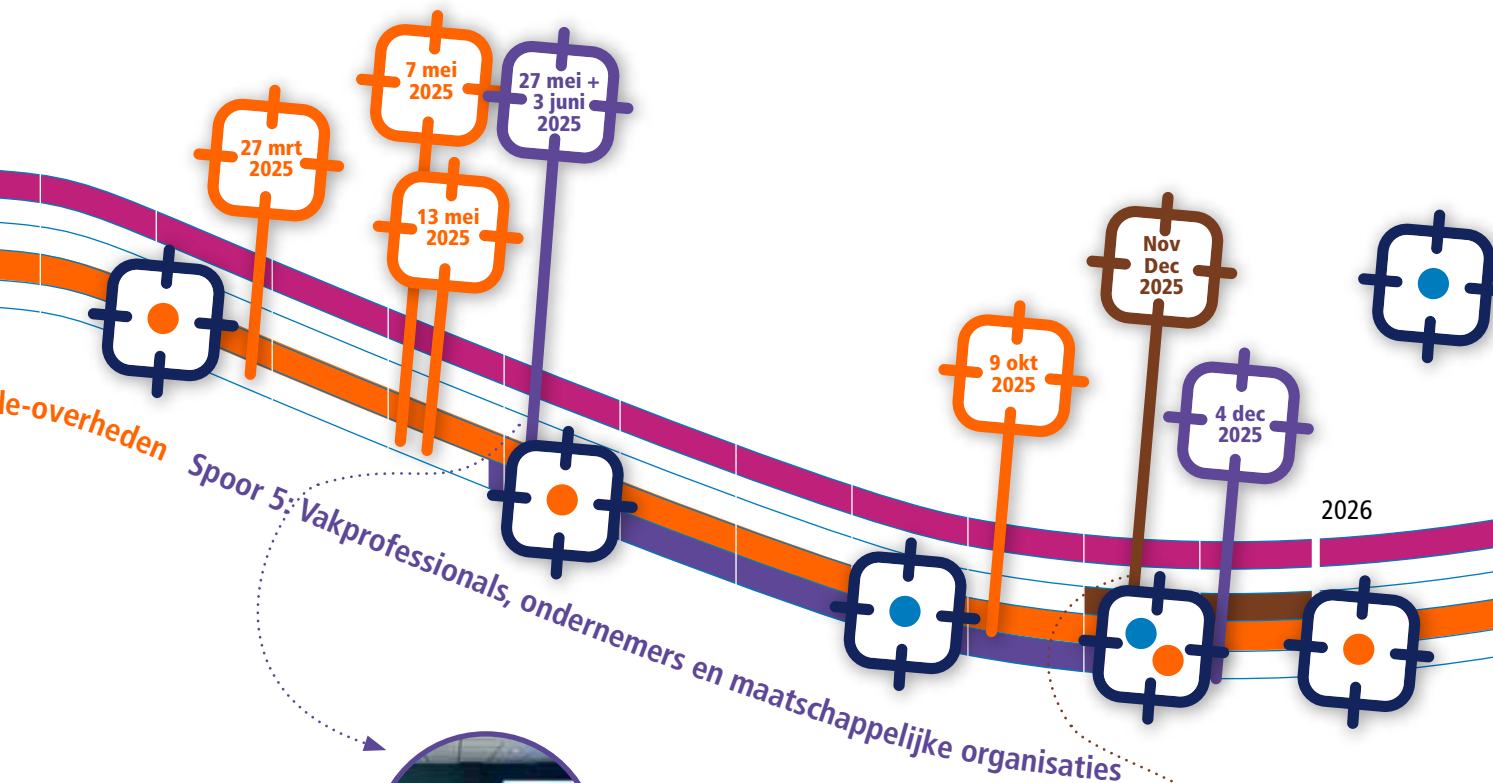 7 mei
2025
27 mei +
3 juni
2025
27 mrt
2025
13 mei
2025
Nov
Dec
2025
9 okt
2025
4 dec
2025
2026
le-overheden
Spoor 5: Vakprofessionals, ondernemers en maatschappelijke organisaties